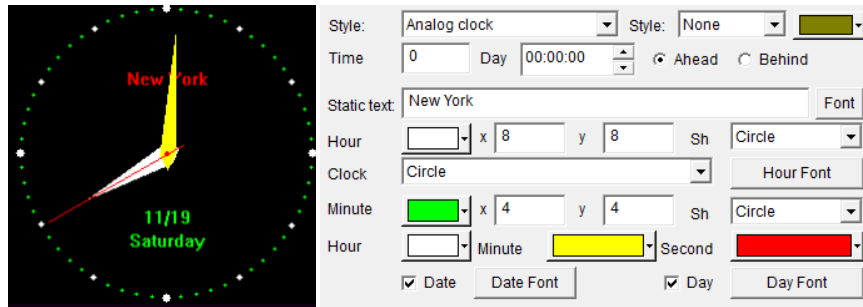 New York
11/19
Saturday
Style: Analog clock Style: None
Time 0 Day 00:00:00 Ahead Behind
Static text: New York Font
Hour x 8 y 8 Sh Circle
Clock Circle Hour Font
Minute x 4 y 4 Sh Circle
Hour Minute Second
Date Date Font Day Day Font